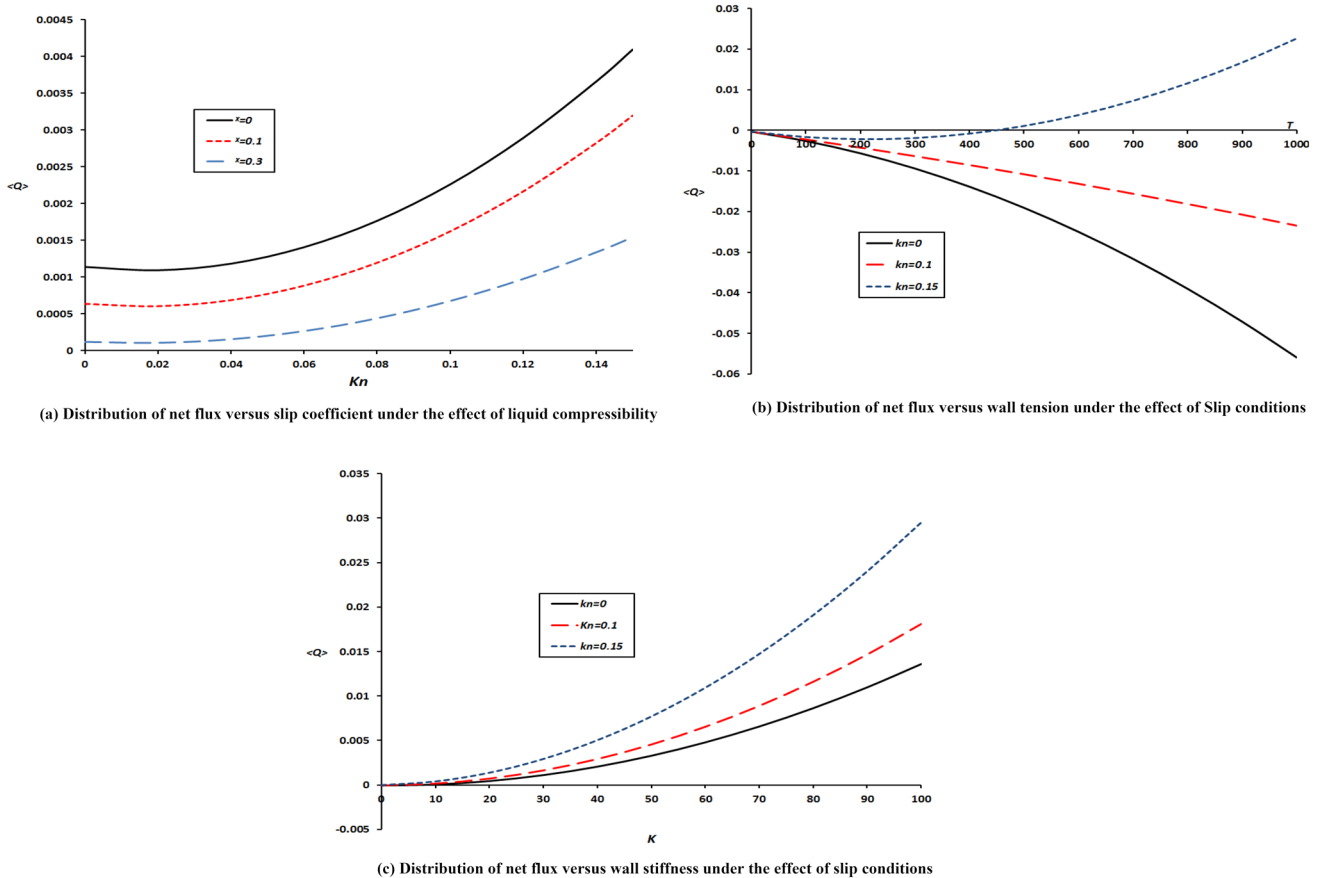 0.0045
0.004
0.0035
0.003
0.0025
0.002
0.0015
0.001
0.0005
0
<Q>
x=0
x=0.1
x=0.3
0 0.02 0.04 0.06 0.08 0.1 0.12 0.14
Kn
(a) Distribution of net flux versus slip coefficient under the effect of liquid compressibility
0.03
0.02
0.01
0
-0.01
-0.02
-0.03
-0.04
-0.05
-0.06
<Q>
T
0 100 200 300 400 500 600 700 800 900 1000
kn=0
kn=0.1
kn=0.15
(b) Distribution of net flux versus wall tension under the effect of Slip conditions
0.035
0.03
0.025
0.02
0.015
0.01
0.005
0
-0.005
<Q>
kn=0
Kn=0.1
kn=0.15
0 10 20 30 40 50 60 70 80 90 100
K
(c) Distribution of net flux versus wall stiffness under the effect of slip conditions